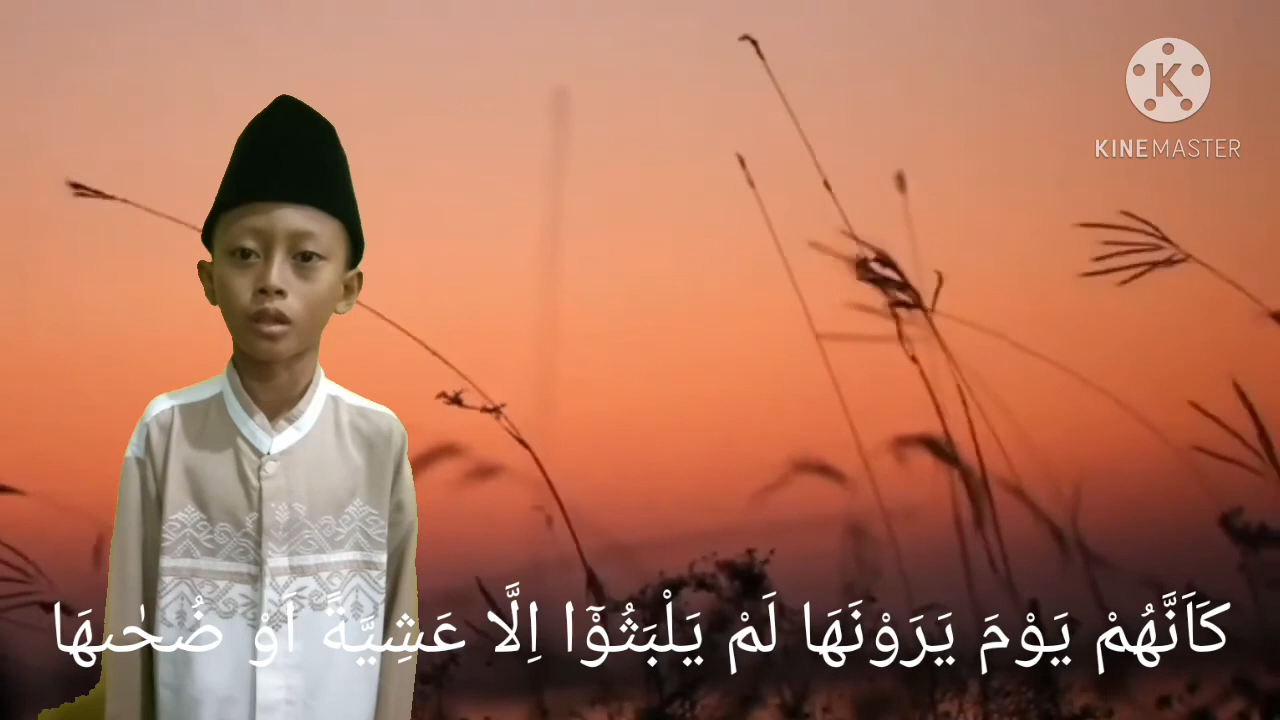 K
KINEMASTER
كَاَنَّهُمْ يَوْمَ يَرَوْنَهَا لَمْ يَلْبَثُوْٓا اِلَّا عَشِيَّةً اَوْ ضُحٰىهَا